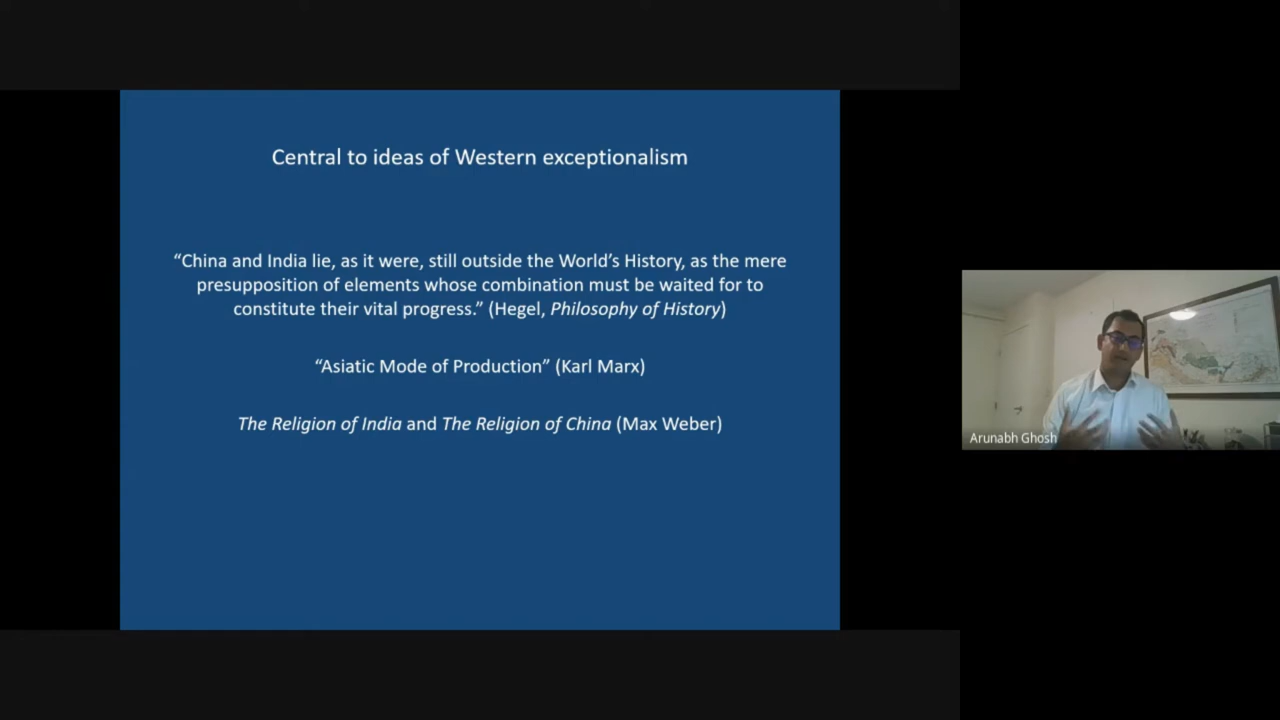 Central to ideas of Western exceptionalism
“China and India lie, as it were, still outside the World’s History, as the mere
presupposition of elements whose combination must be waited for to
constitute their vital progress.” (Hegel, Philosophy of History)
“Asiatic Mode of Production” (Karl Marx)
The Religion of India and The Religion of China (Max Weber)
Arunabh Ghosh